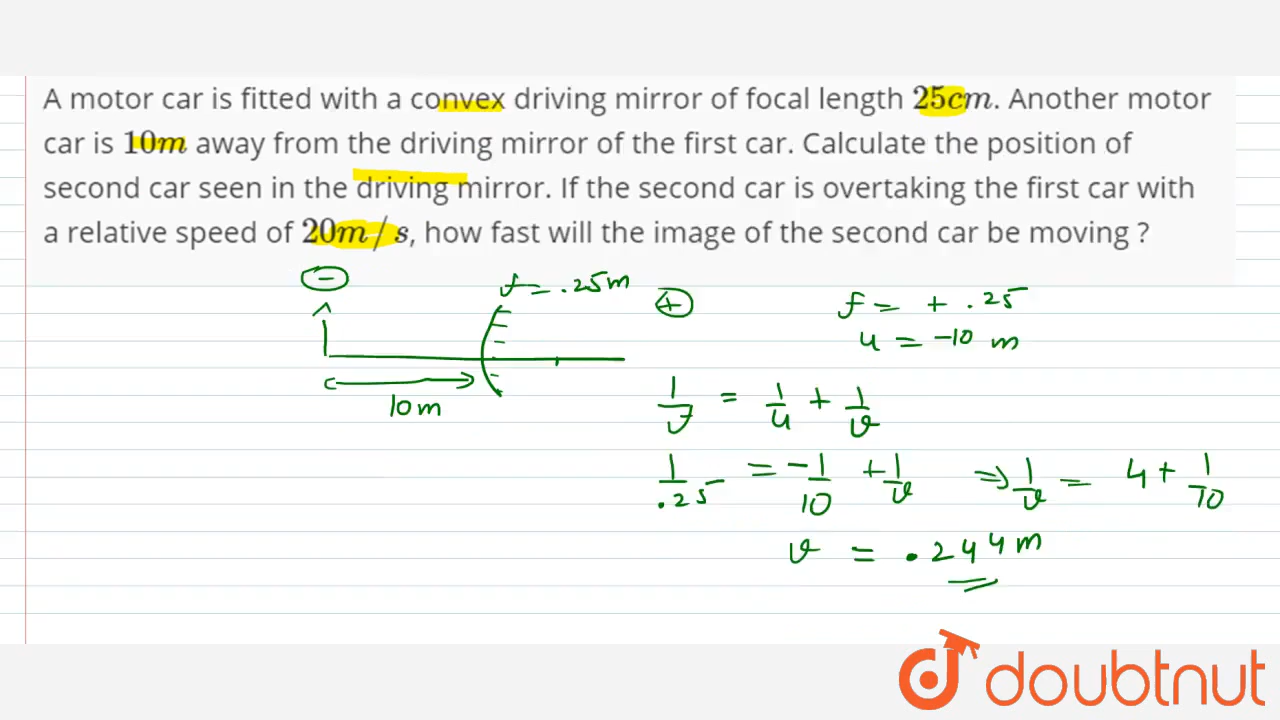 A motor car is fitted with a convex driving mirror of focal length 25cm. Another motor
car is 10m away from the driving mirror of the first car. Calculate the position of
second car seen in the driving mirror. If the second car is overtaking the first car with
a relative speed of 20m/s, how fast will the image of the second car be moving ?
−
f = .25m
+
f = + .25
u = -10 m
10m
1/f = 1/u + 1/v
1/.25 = -1/10 + 1/v ⇒ 1/v = 4 + 1/10
v = .244m
doubtnut